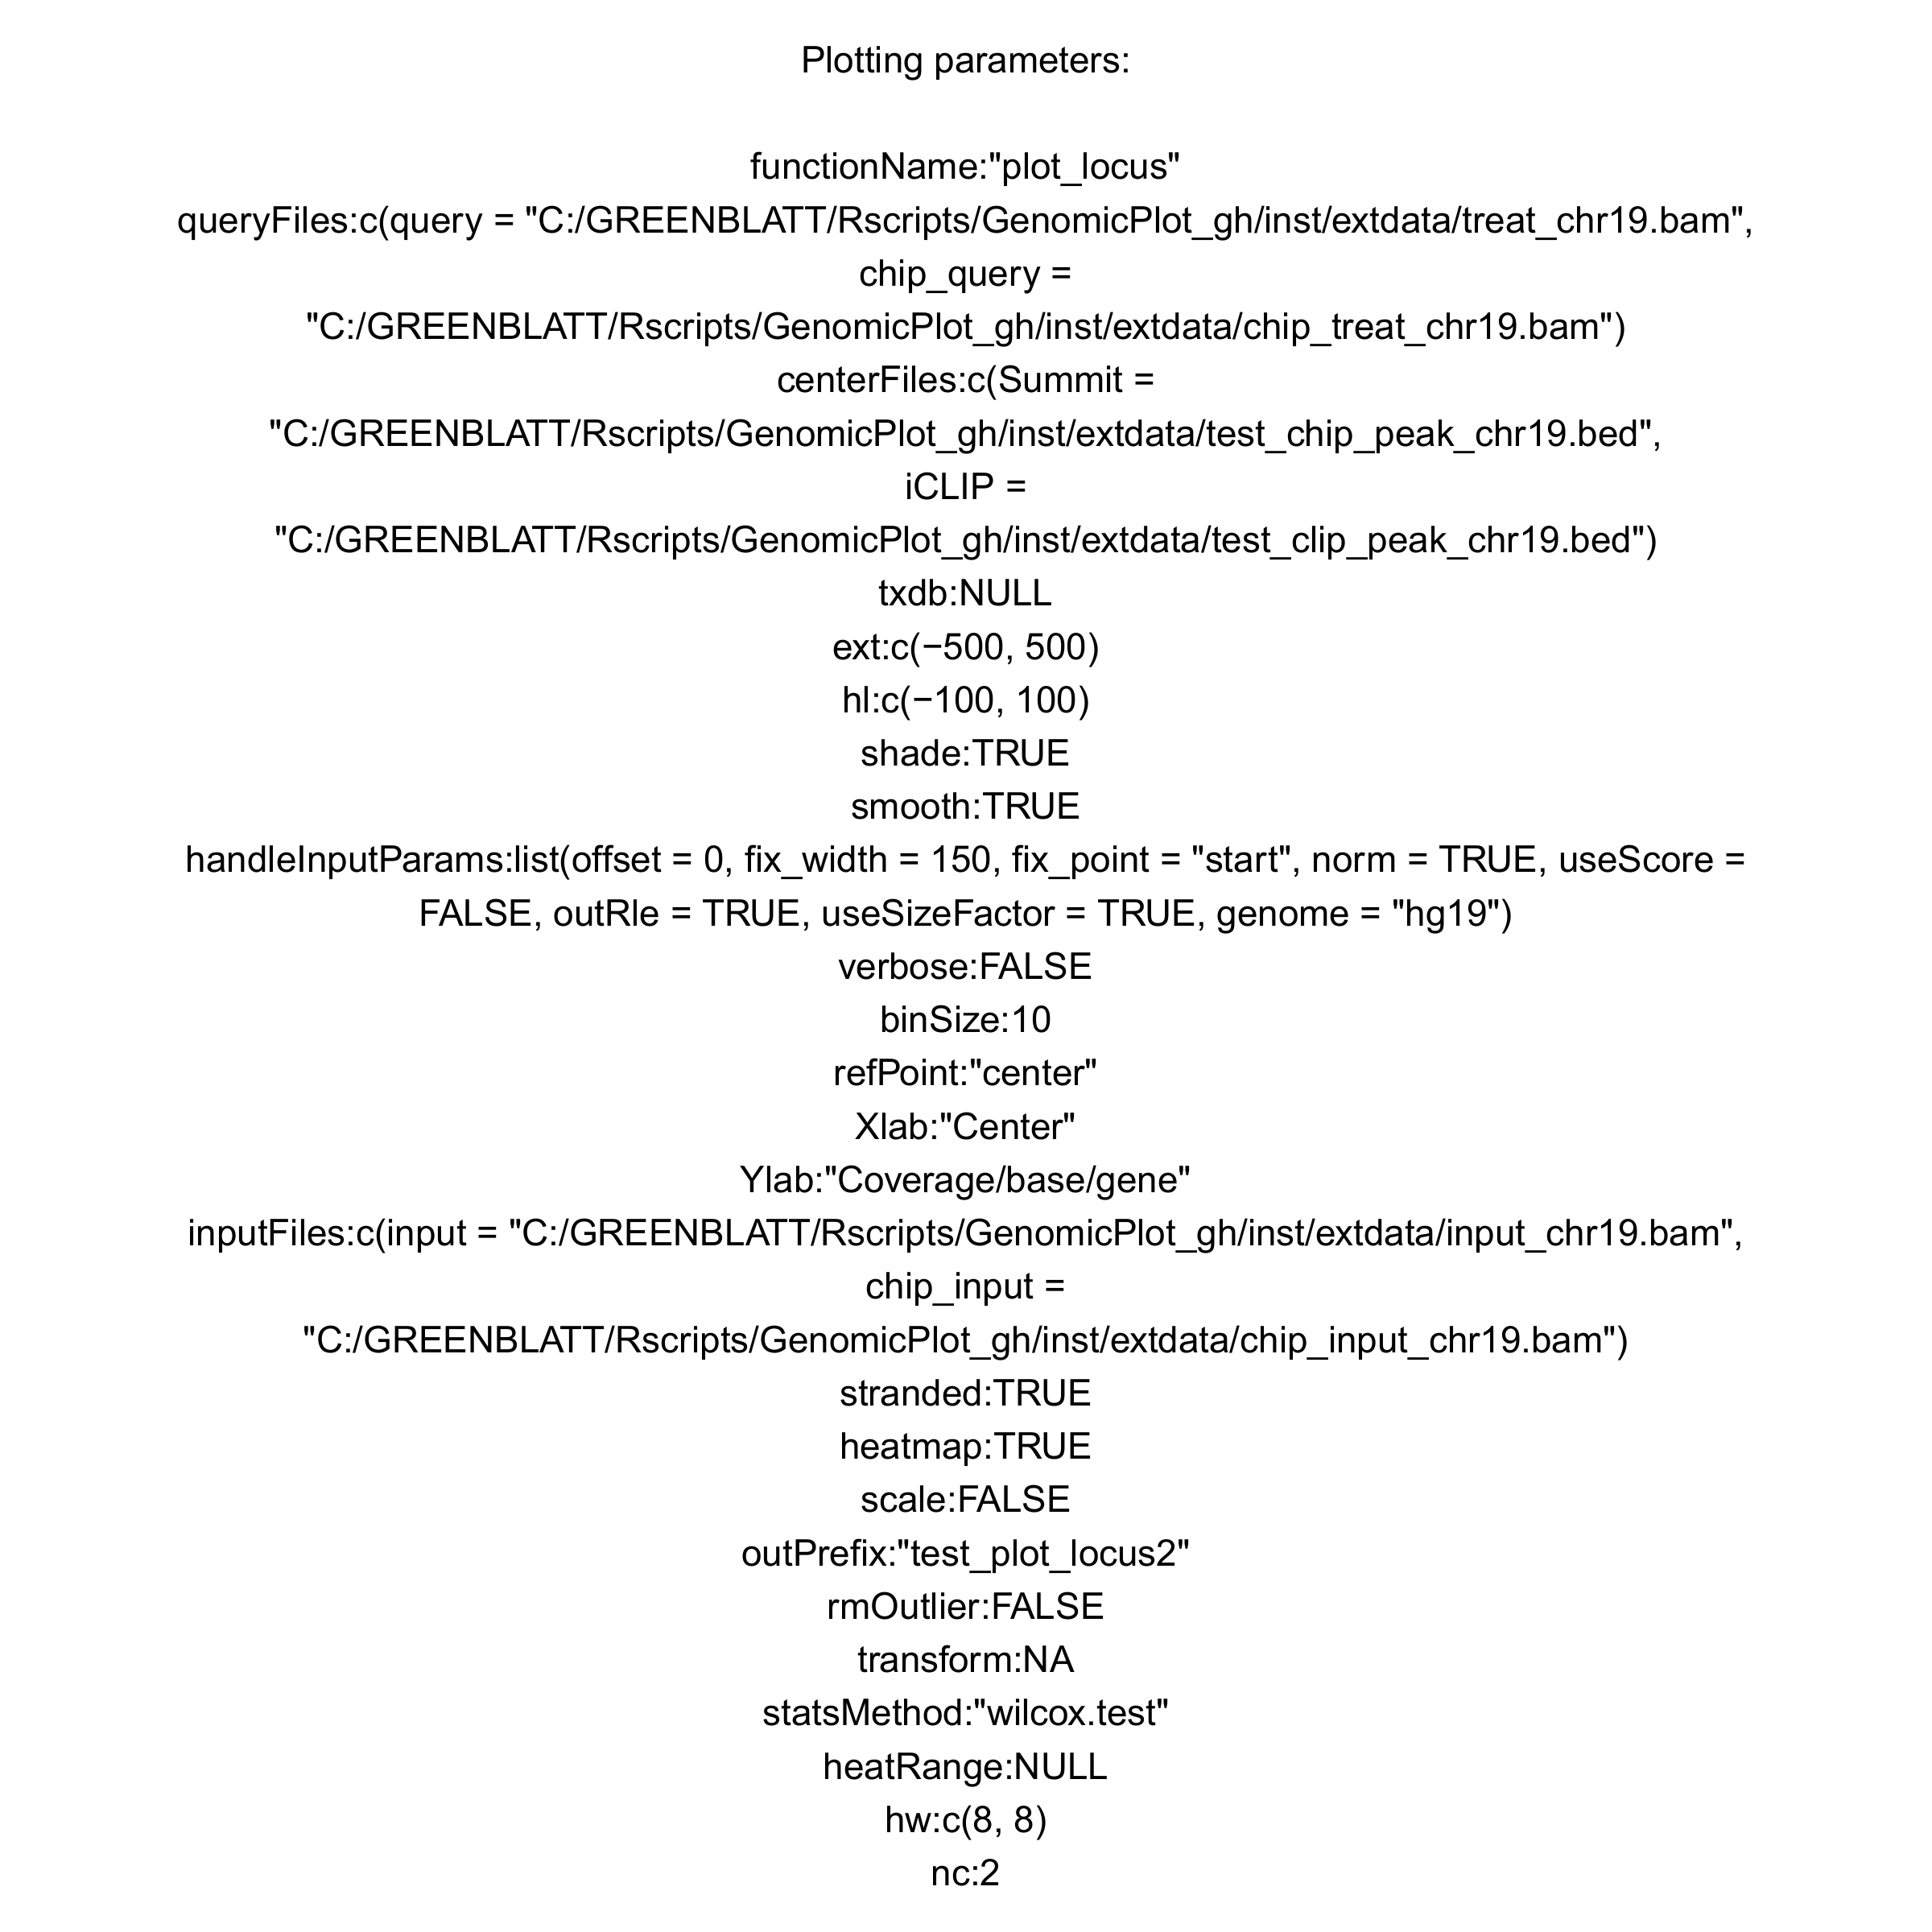 Plotting parameters:
functionName:"plot_locus"
queryFiles:c(query = "C:/GREENBLATT/Rscripts/GenomicPlot_gh/inst/extdata/treat_chr19.bam",
chip_query =
"C:/GREENBLATT/Rscripts/GenomicPlot_gh/inst/extdata/chip_treat_chr19.bam")
centerFiles:c(Summit =
"C:/GREENBLATT/Rscripts/GenomicPlot_gh/inst/extdata/test_chip_peak_chr19.bed",
iCLIP =
"C:/GREENBLATT/Rscripts/GenomicPlot_gh/inst/extdata/test_clip_peak_chr19.bed")
txdb:NULL
ext:c(−500, 500)
hl:c(−100, 100)
shade:TRUE
smooth:TRUE
handleInputParams:list(offset = 0, fix_width = 150, fix_point = "start", norm = TRUE, useScore =
FALSE, outRle = TRUE, useSizeFactor = TRUE, genome = "hg19")
verbose:FALSE
binSize:10
refPoint:"center"
Xlab:"Center"
Ylab:"Coverage/base/gene"
inputFiles:c(input = "C:/GREENBLATT/Rscripts/GenomicPlot_gh/inst/extdata/input_chr19.bam",
chip_input =
"C:/GREENBLATT/Rscripts/GenomicPlot_gh/inst/extdata/chip_input_chr19.bam")
stranded:TRUE
heatmap:TRUE
scale:FALSE
outPrefix:"test_plot_locus2"
rmOutlier:FALSE
transform:NA
statsMethod:"wilcox.test"
heatRange:NULL
hw:c(8, 8)
nc:2